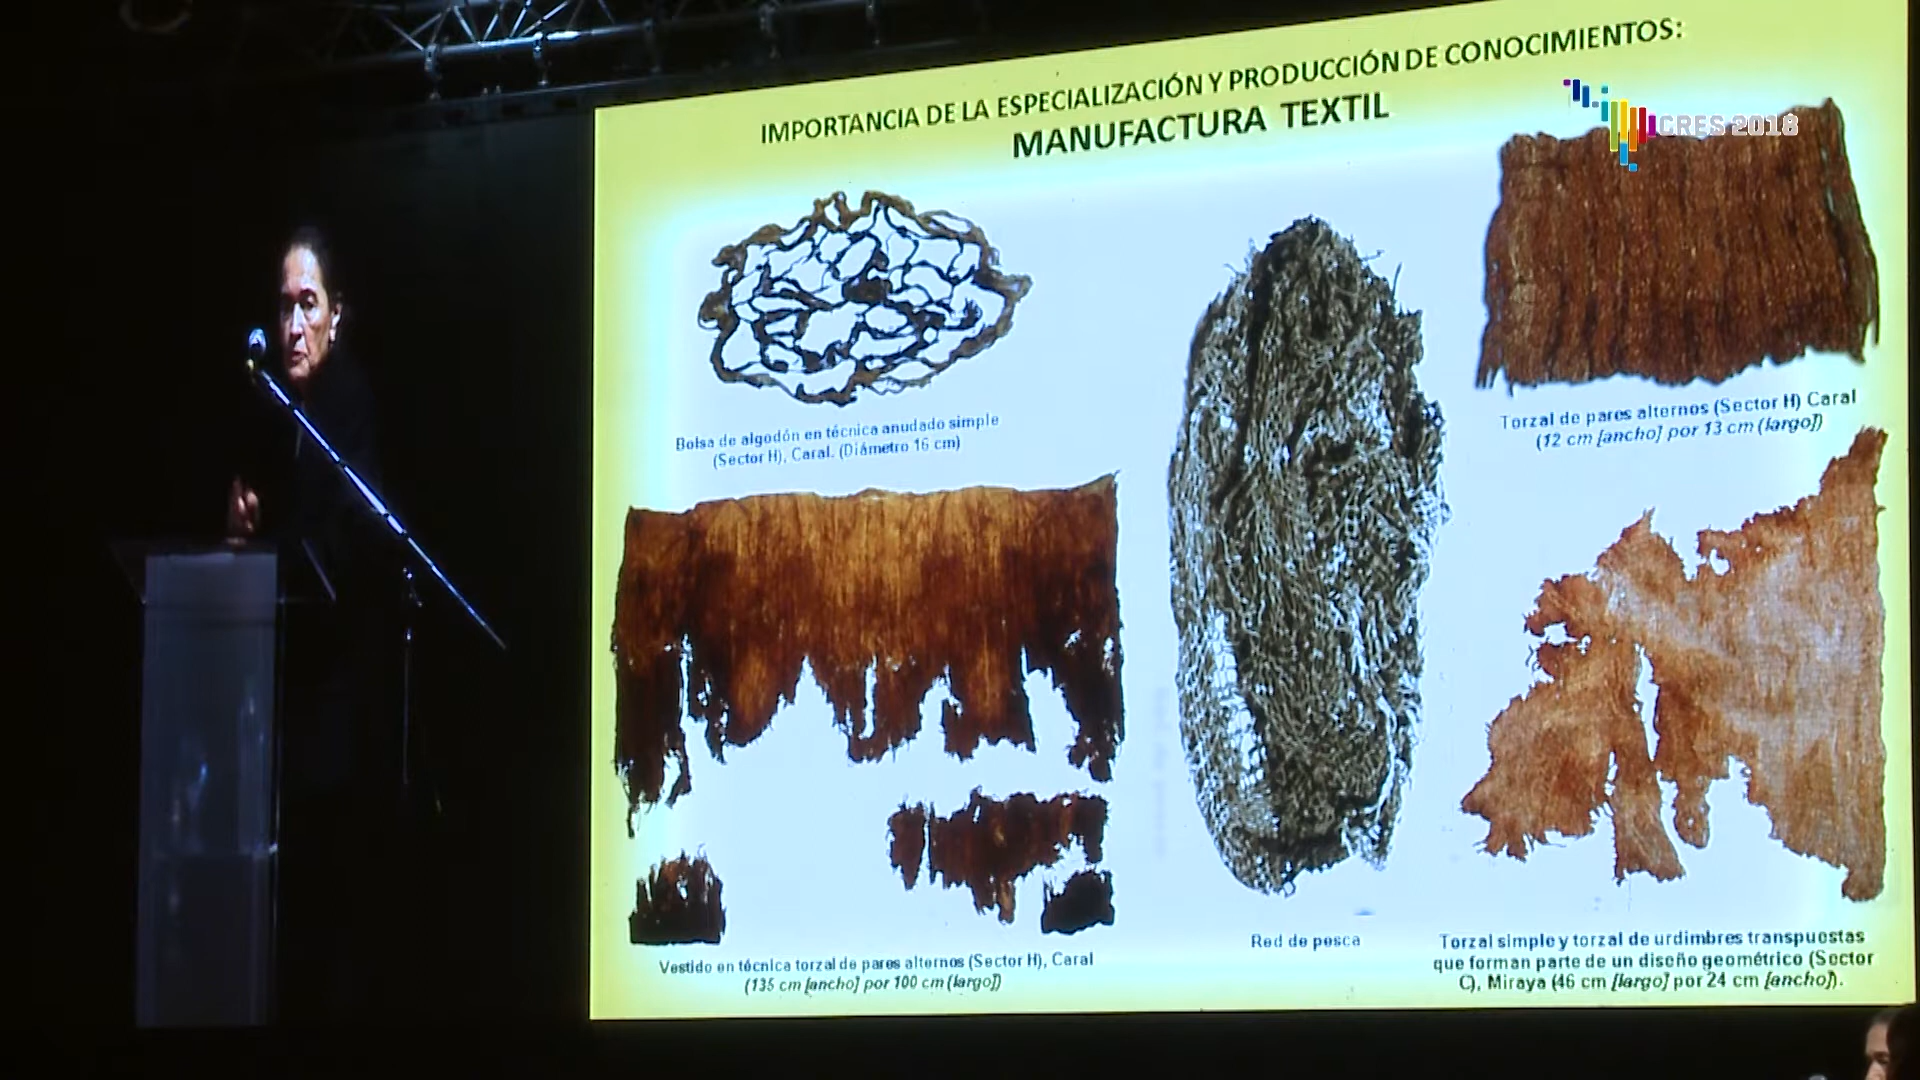 IMPORTANCIA DE LA ESPECIALIZACIÓN Y PRODUCCIÓN DE CONOCIMIENTOS:
MANUFACTURA TEXTIL
CRES 2018
Bolsa de algodón en técnica anudado simple
(Sector H), Caral. (Diámetro 16 cm)
Torzal de pares alternos (Sector H) Caral
(12 cm [ancho] por 13 cm (largo])
Vestido en técnica torzal de pares alternos (Sector H), Caral
(135 cm [ancho] por 100 cm (largo])
Red de pesca
Torzal simple y torzal de urdimbres transpuestas
que forman parte de un diseño geométrico (Sector
C), Miraya (46 cm [largo] por 24 cm [ancho]).